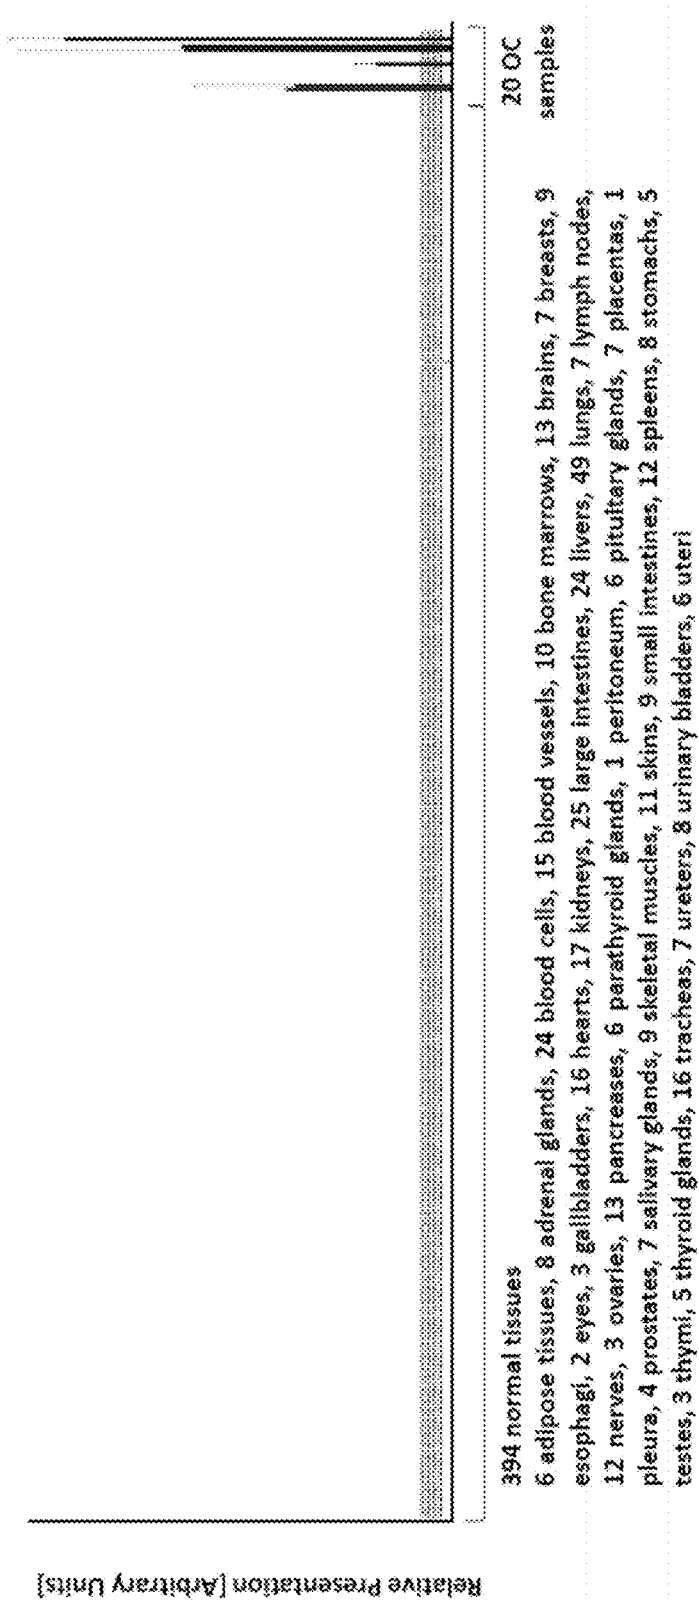 Relative Presentation [Arbitrary Units]
394 normal tissues
6 adipose tissues, 8 adrenal glands, 24 blood cells, 15 blood vessels, 10 bone marrows, 13 brains, 7 breasts, 9
esophagi, 2 eyes, 3 gallbladders, 16 hearts, 17 kidneys, 25 large intestines, 24 livers, 49 lungs, 7 lymph nodes,
12 nerves, 3 ovaries, 13 pancreases, 6 parathyroid glands, 1 peritoneum, 6 pituitary glands, 7 placentas, 1
pleura, 4 prostates, 7 salivary glands, 9 skeletal muscles, 11 skins, 9 small intestines, 12 spleens, 8 stomachs, 5
testes, 3 thymi, 5 thyroid glands, 16 tracheas, 7 ureters, 8 urinary bladders, 6 uteri
20 OC
samples